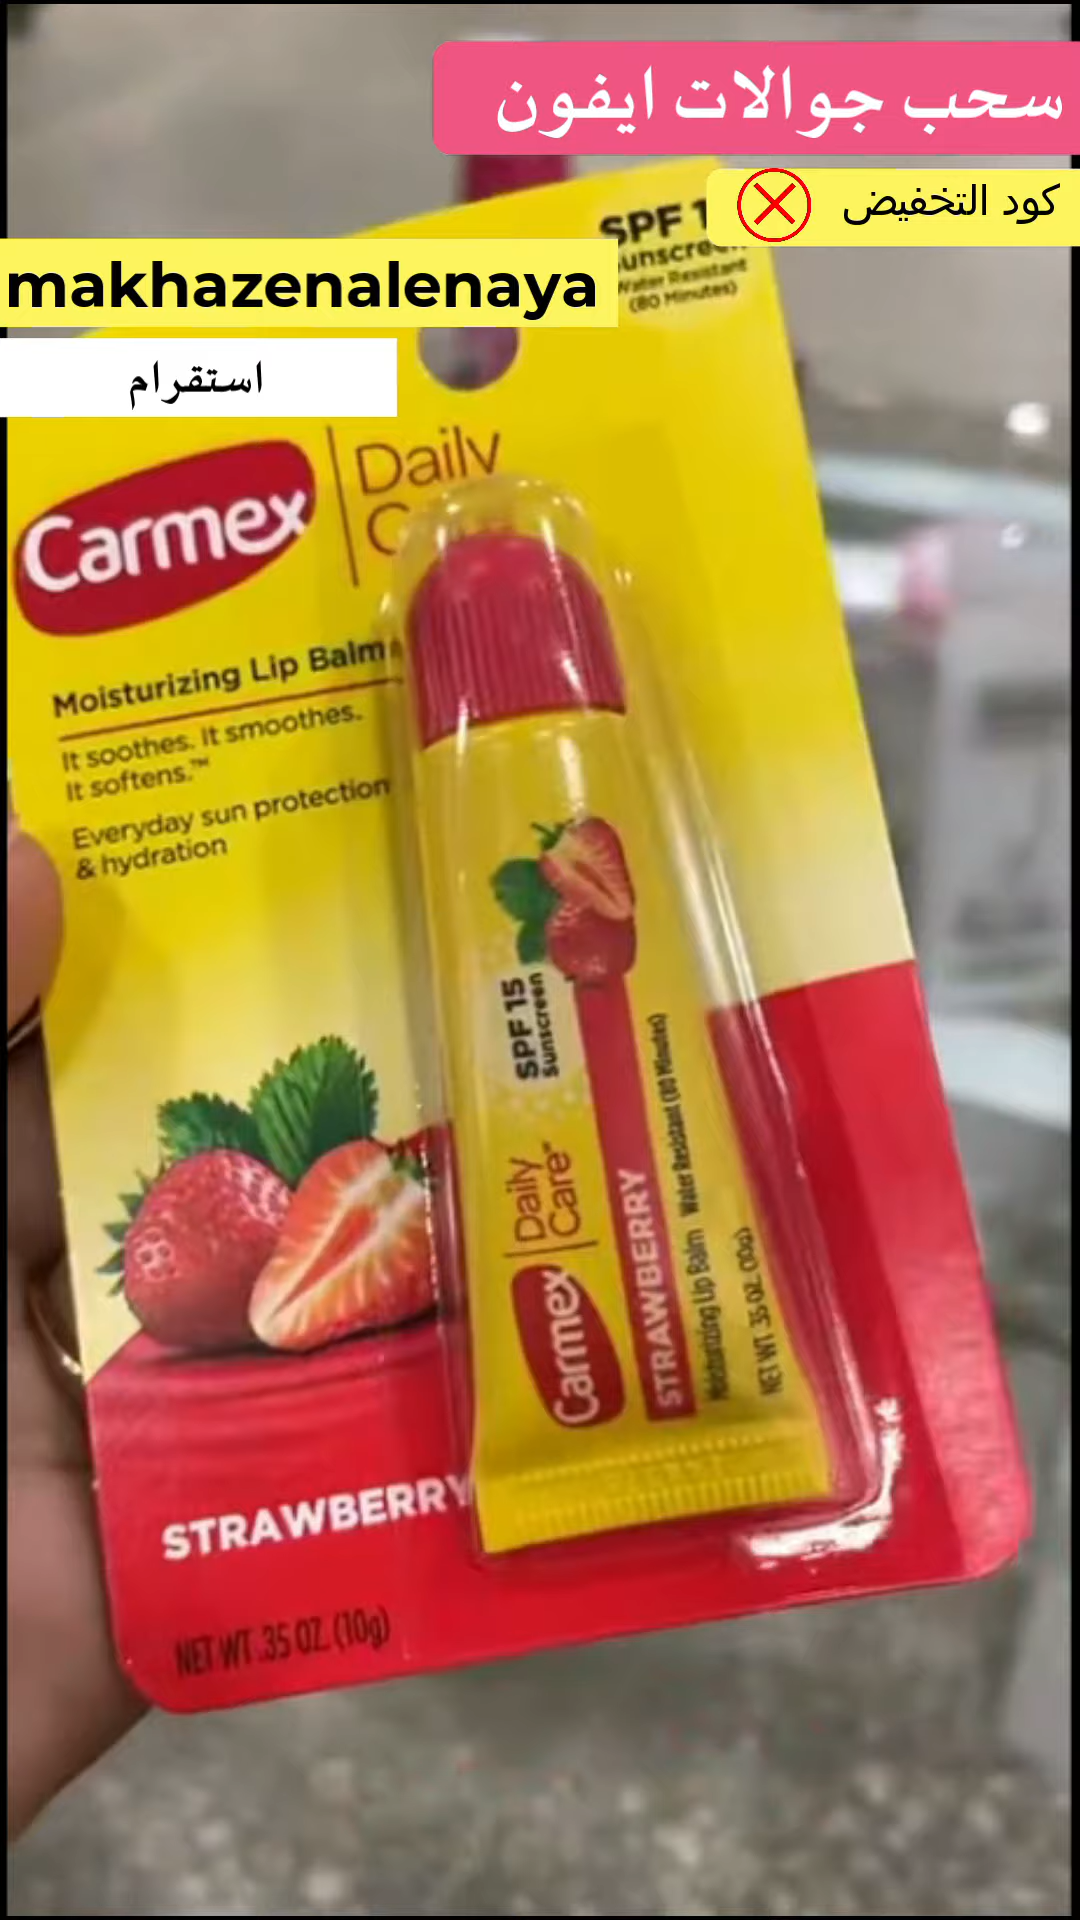 سحب جوالات ايفون
كود التخفيض
makhazenalenaya
استقرام
SPF
Sunscreen
Water Resistant
(80 Minutes)
Carmex
Daily
Moisturizing Lip Balm
It soothes. It smoothes.
It softens.™
Everyday sun protection
& hydration
SPF 15
Sunscreen
Carmex
Daily
Care™
STRAWBERRY
Moisturizing Lip Balm Water Resistant (80 Minutes)
NET WT .35 OZ (10g)
STRAWBERRY
NET WT .35 OZ. (10g)